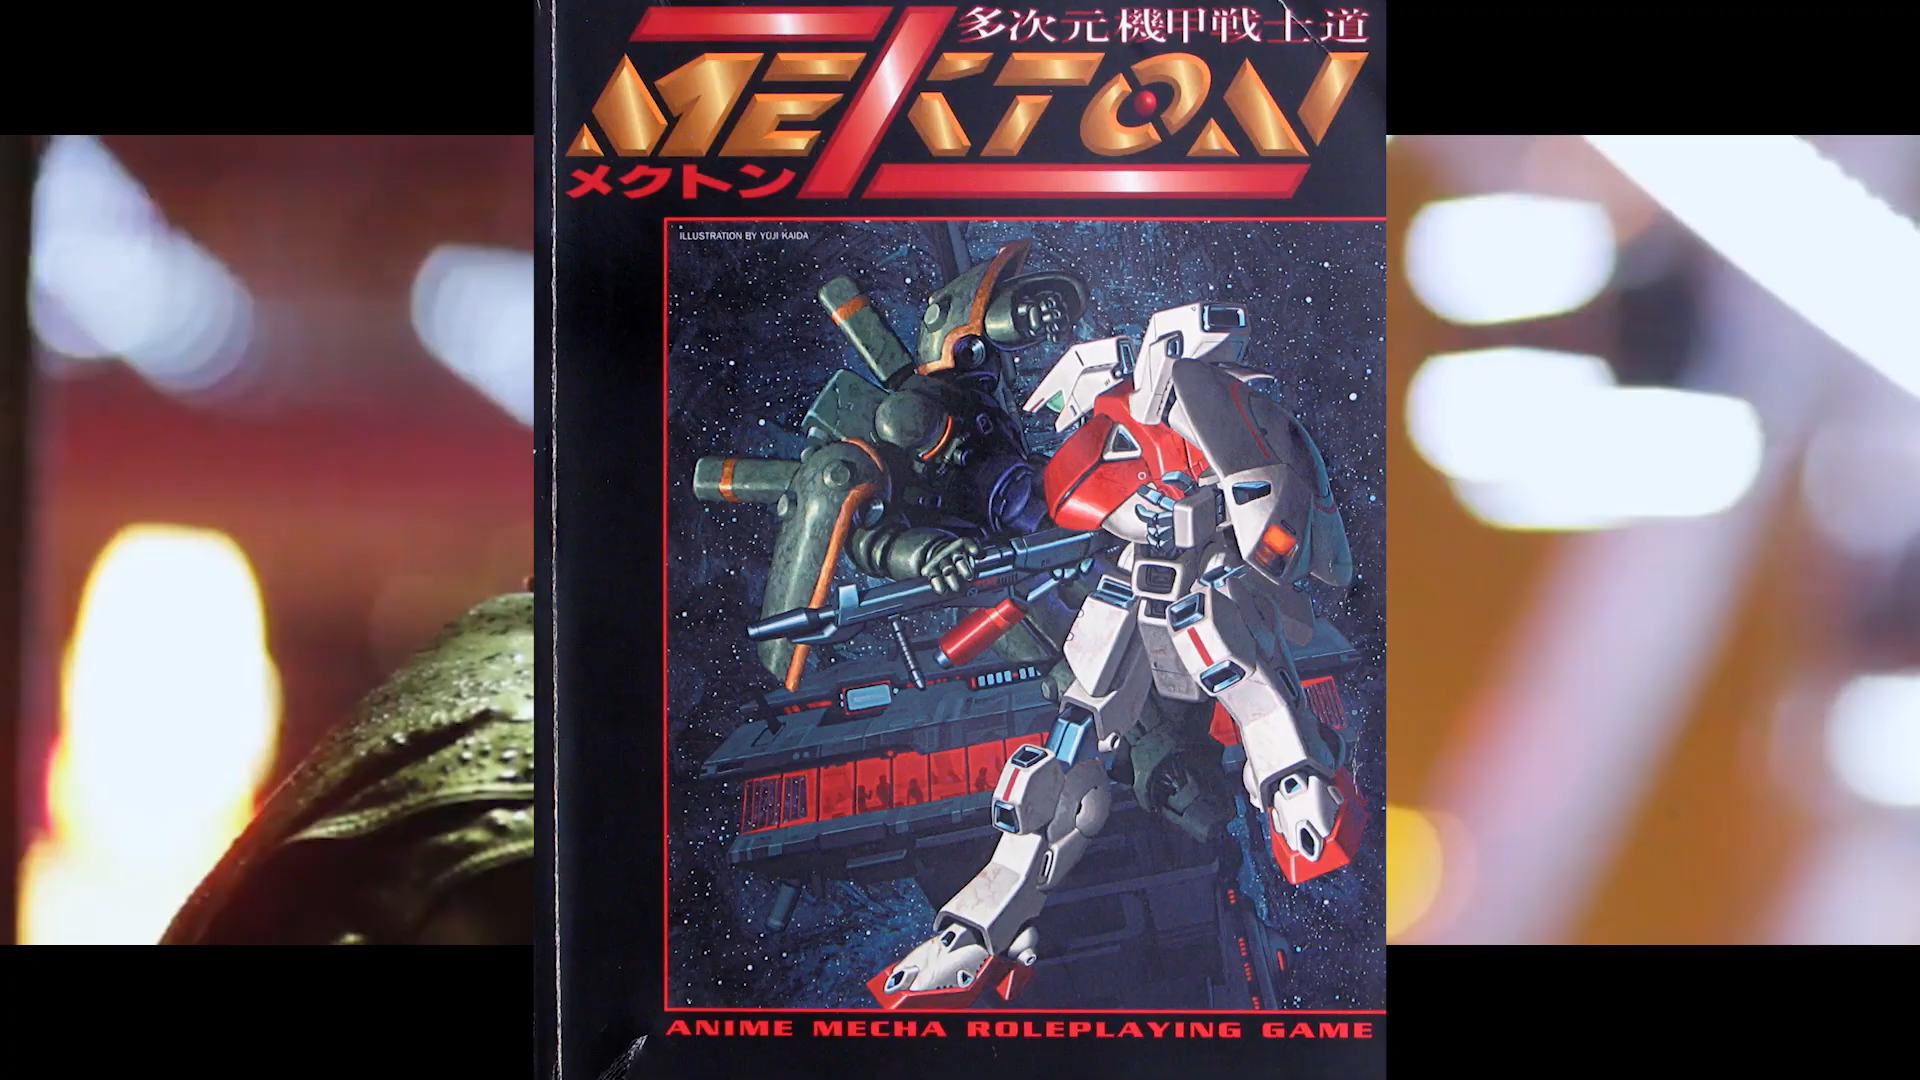 多次元機甲戦士道
MEKTON
Z
メクトン
ILLUSTRATION BY YUJI KAIDA
ANIME MECHA ROLEPLAYING GAME